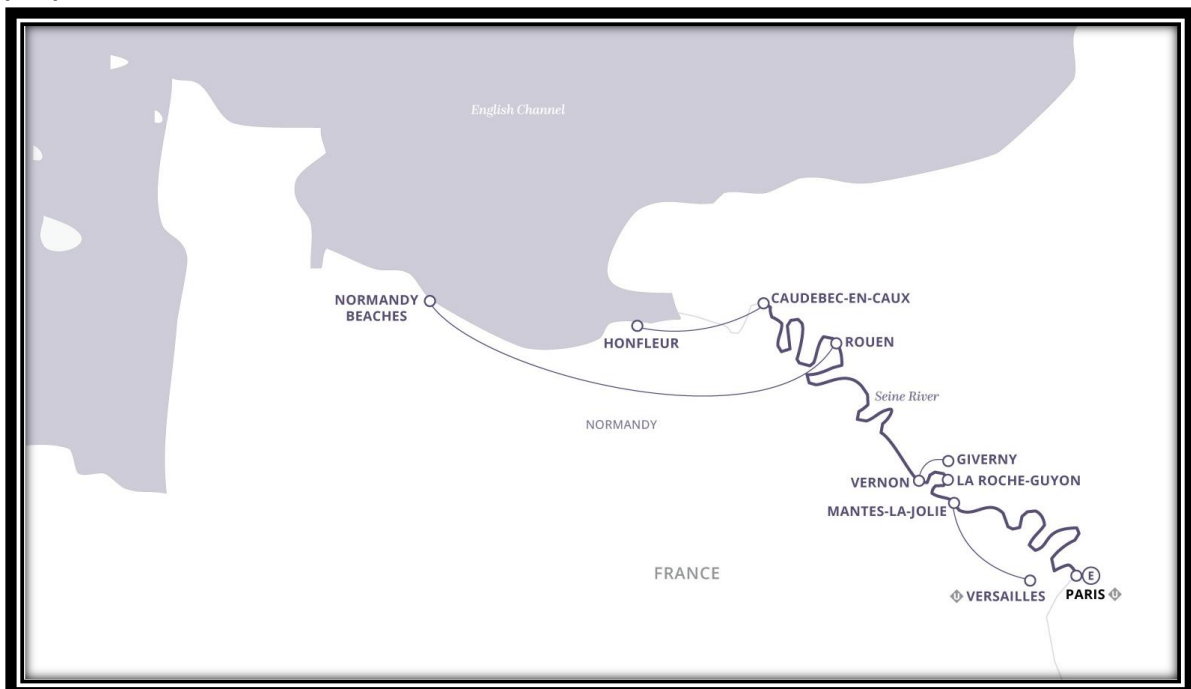 English Channel
NORMANDY
BEACHES
CAUDEBEC-EN-CAUX
HONFLEUR
ROUEN
Seine River
NORMANDY
GIVERNY
VERNON
LA ROCHE-GUYON
MANTES-LA-JOLIE
FRANCE
E
U VERSAILLES
PARIS U